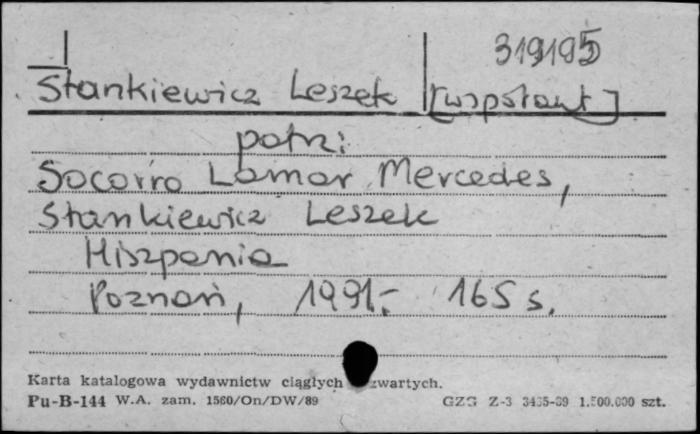 319195
Stankiewicz Leszek [współaut]
patrz:
Socorro Lamar Mercedes,
Stankiewicz Leszek
Hiszpania
Poznań, 1991.- 165 s.
Karta katalogowa wydawnictw ciągłych zwartych.
Pu-B-144 W.A. zam. 1560/On/DW/89 GZG Z-3 3435-89 1.500.000 szt.